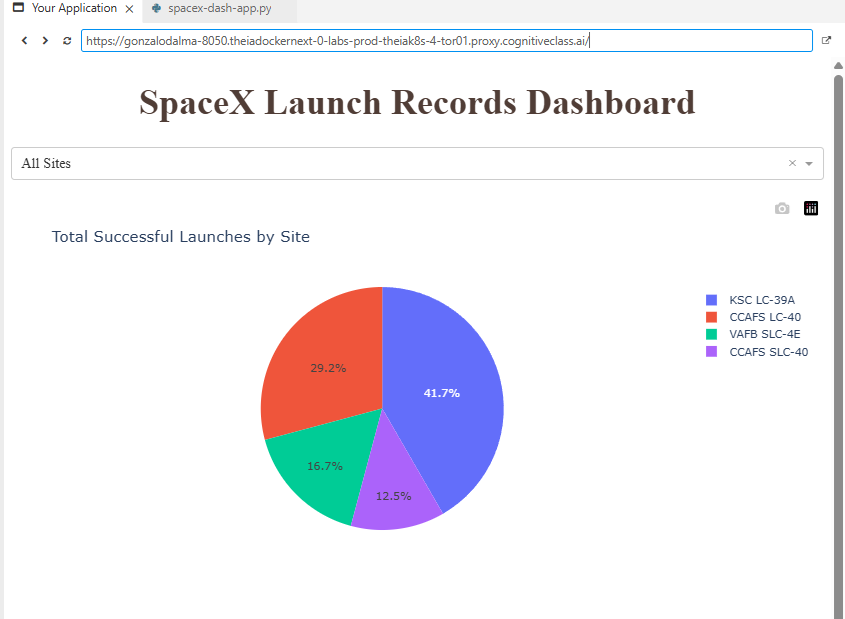 Your Application
spacex-dash-app.py
https://gonzalodalma-8050.theiadockernext-0-labs-prod-theiak8s-4-tor01.proxy.cognitiveclass.ai/
SpaceX Launch Records Dashboard
All Sites
Total Successful Launches by Site
KSC LC-39A
CCAFS LC-40
VAFB SLC-4E
CCAFS SLC-40
29.2%
41.7%
16.7%
12.5%